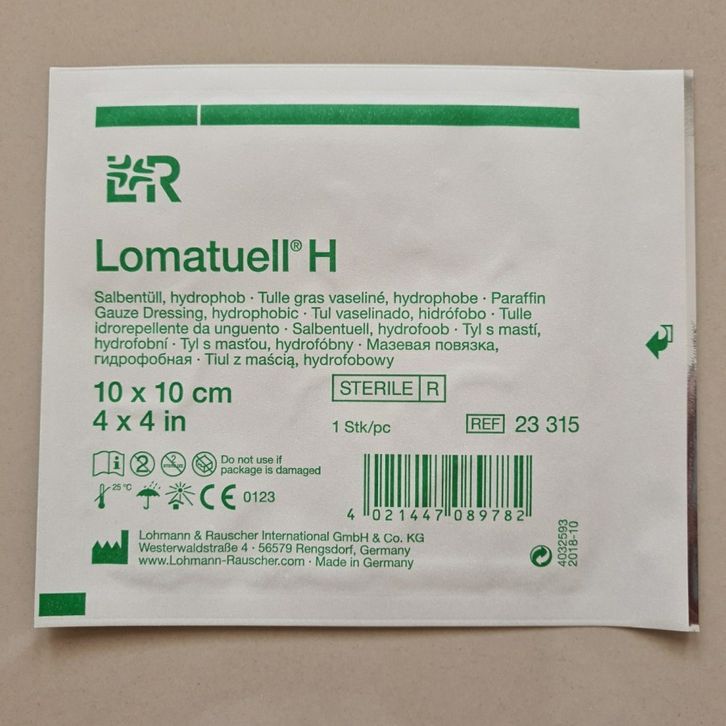 L&R
Lomatuell® H
Salbentüll, hydrophob · Tulle gras vaseliné, hydrophobe · Paraffin
Gauze Dressing, hydrophobic · Tul vaselinado, hidrófobo · Tulle
idrorepellente da unguento · Salbentuell, hydrofoob · Tyl s mastí,
hydrofobní · Tyl s masťou, hydrofóbny · Мазевая повязка,
гидрофобная · Tiul z maścią, hydrofobowy
10 x 10 cm
4 x 4 in
STERILE R
1 Stk/pc
REF 23 315
Do not use if
package is damaged
25 °C
CE 0123
4 021447 089782
Lohmann & Rauscher International GmbH & Co. KG
Westerwaldstraße 4 · 56579 Rengsdorf, Germany
www.Lohmann-Rauscher.com · Made in Germany
4032593
2018-10